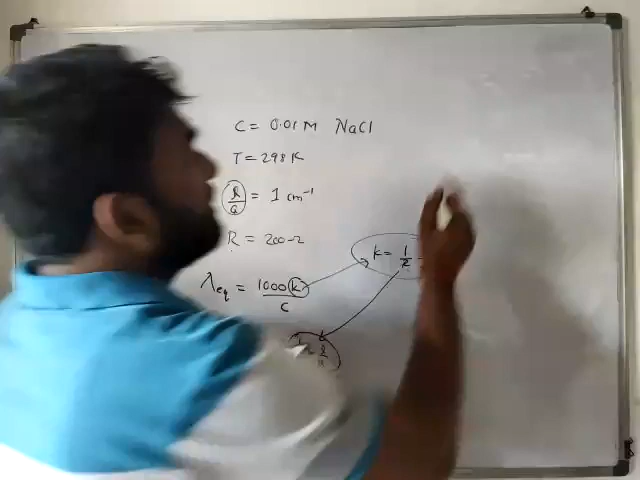 C = 0.01 M NaCl
T = 298 K
l/a = 1 cm⁻¹
R = 200
λeq = 1000 k / C
k = 1/R